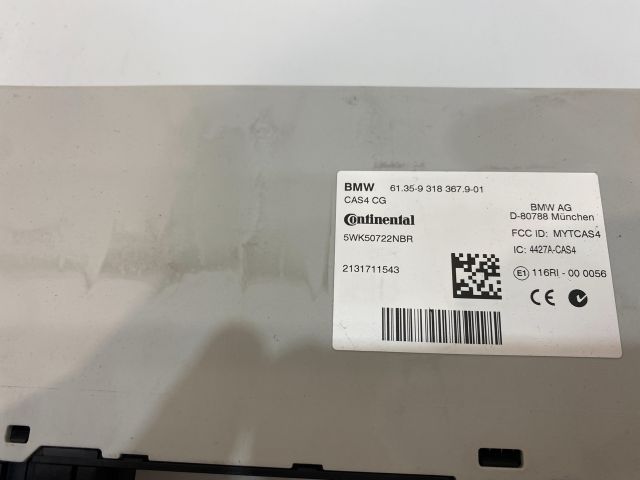 BMW 61.35-9 318 367.9-01
CAS4 CG
Continental
5WK50722NBR
2131711543
BMW AG
D-80788 München
FCC ID: MYTCAS4
IC: 4427A-CAS4
E1 116RI - 00 0056
CE